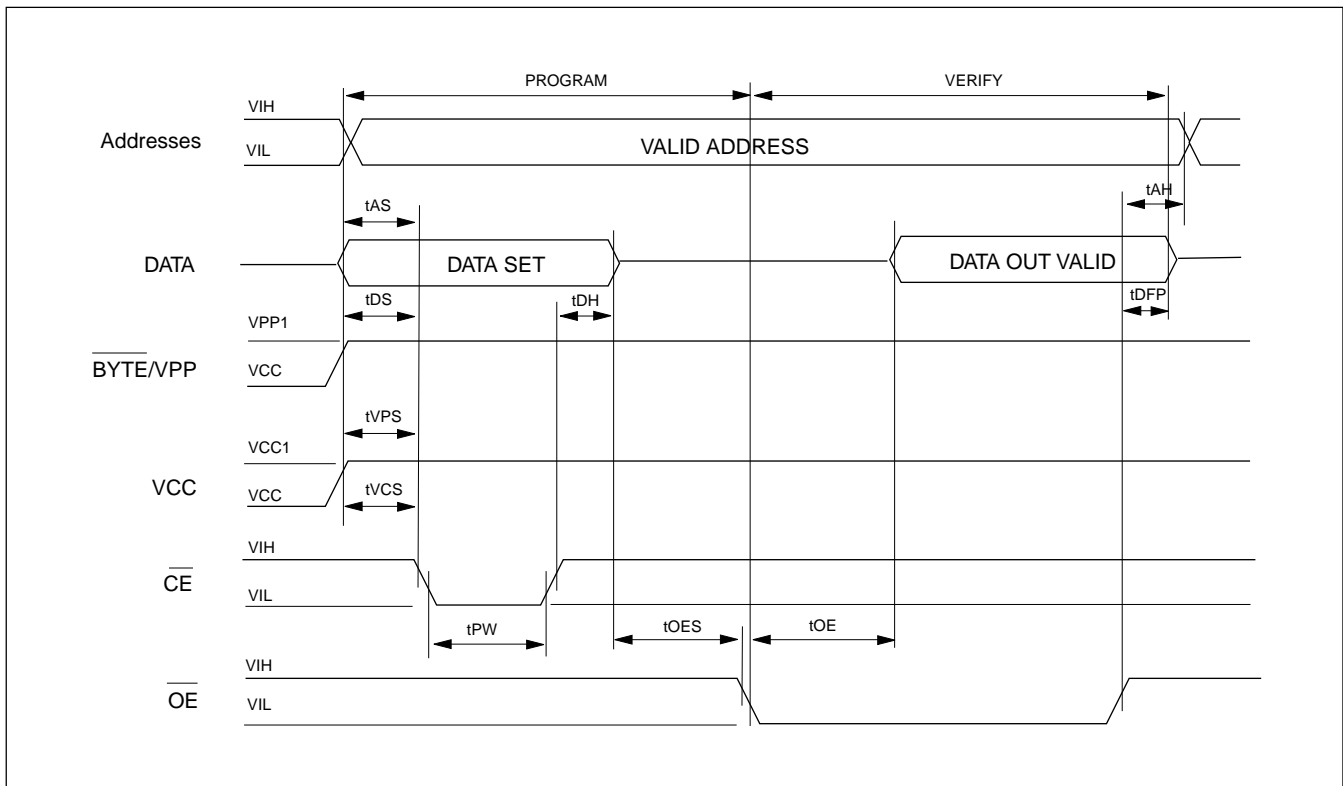 PROGRAM VERIFY
VIH
Addresses
VIL
VALID ADDRESS
tAH
tAS
DATA
DATA SET
DATA OUT VALID
tDS
tDH
tDFP
VPP1
BYTE/VPP
VCC
tVPS
VCC1
VCC
VCC
tVCS
VIH
CE
VIL
tPW
tOES
tOE
VIH
OE
VIL